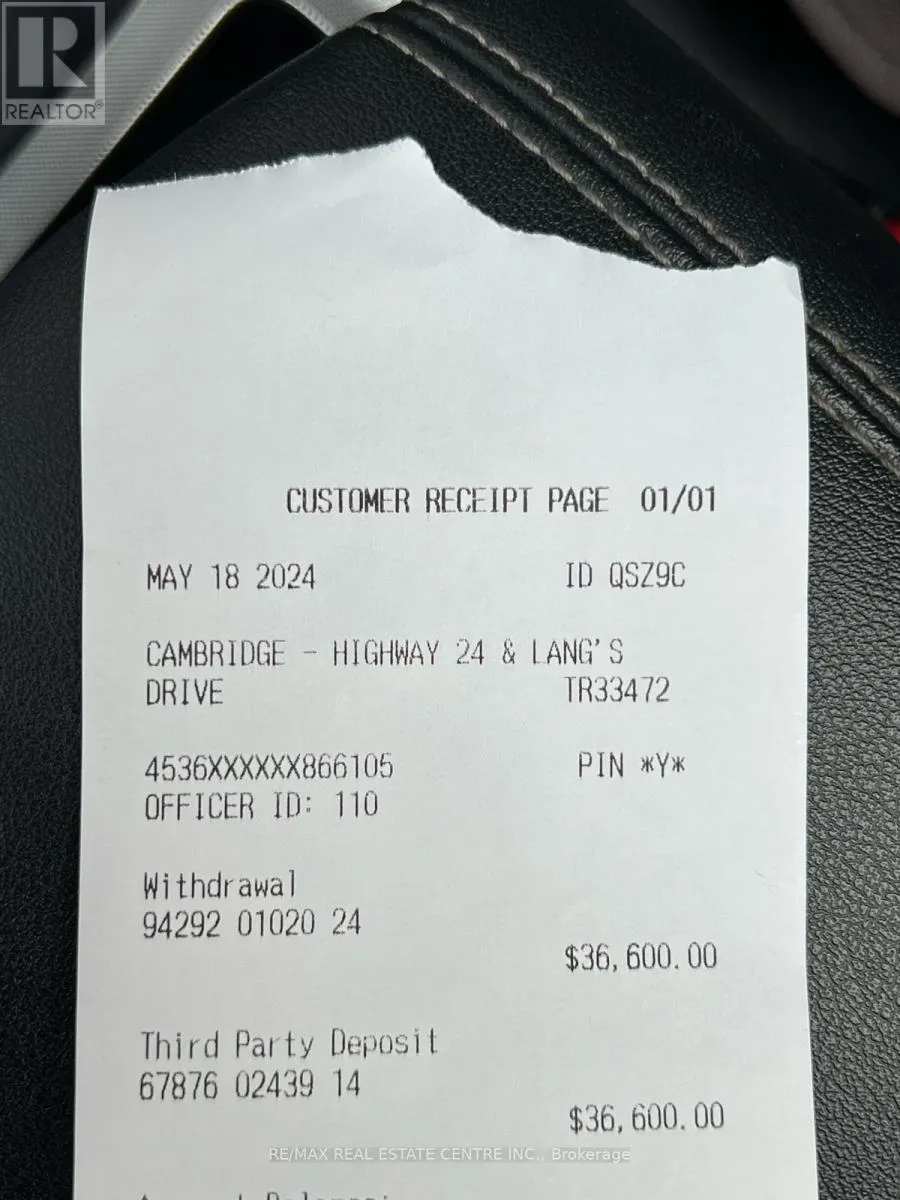 REALTOR®
CUSTOMER RECEIPT PAGE 01/01
MAY 18 2024 ID QSZ9C
CAMBRIDGE - HIGHWAY 24 & LANG'S
DRIVE TR33472
4536XXXXXX866105 PIN *Y*
OFFICER ID: 110
Withdrawal
94292 01020 24
$36,600.00
Third Party Deposit
67876 02439 14
$36,600.00
RE/MAX REAL ESTATE CENTRE INC., Brokerage